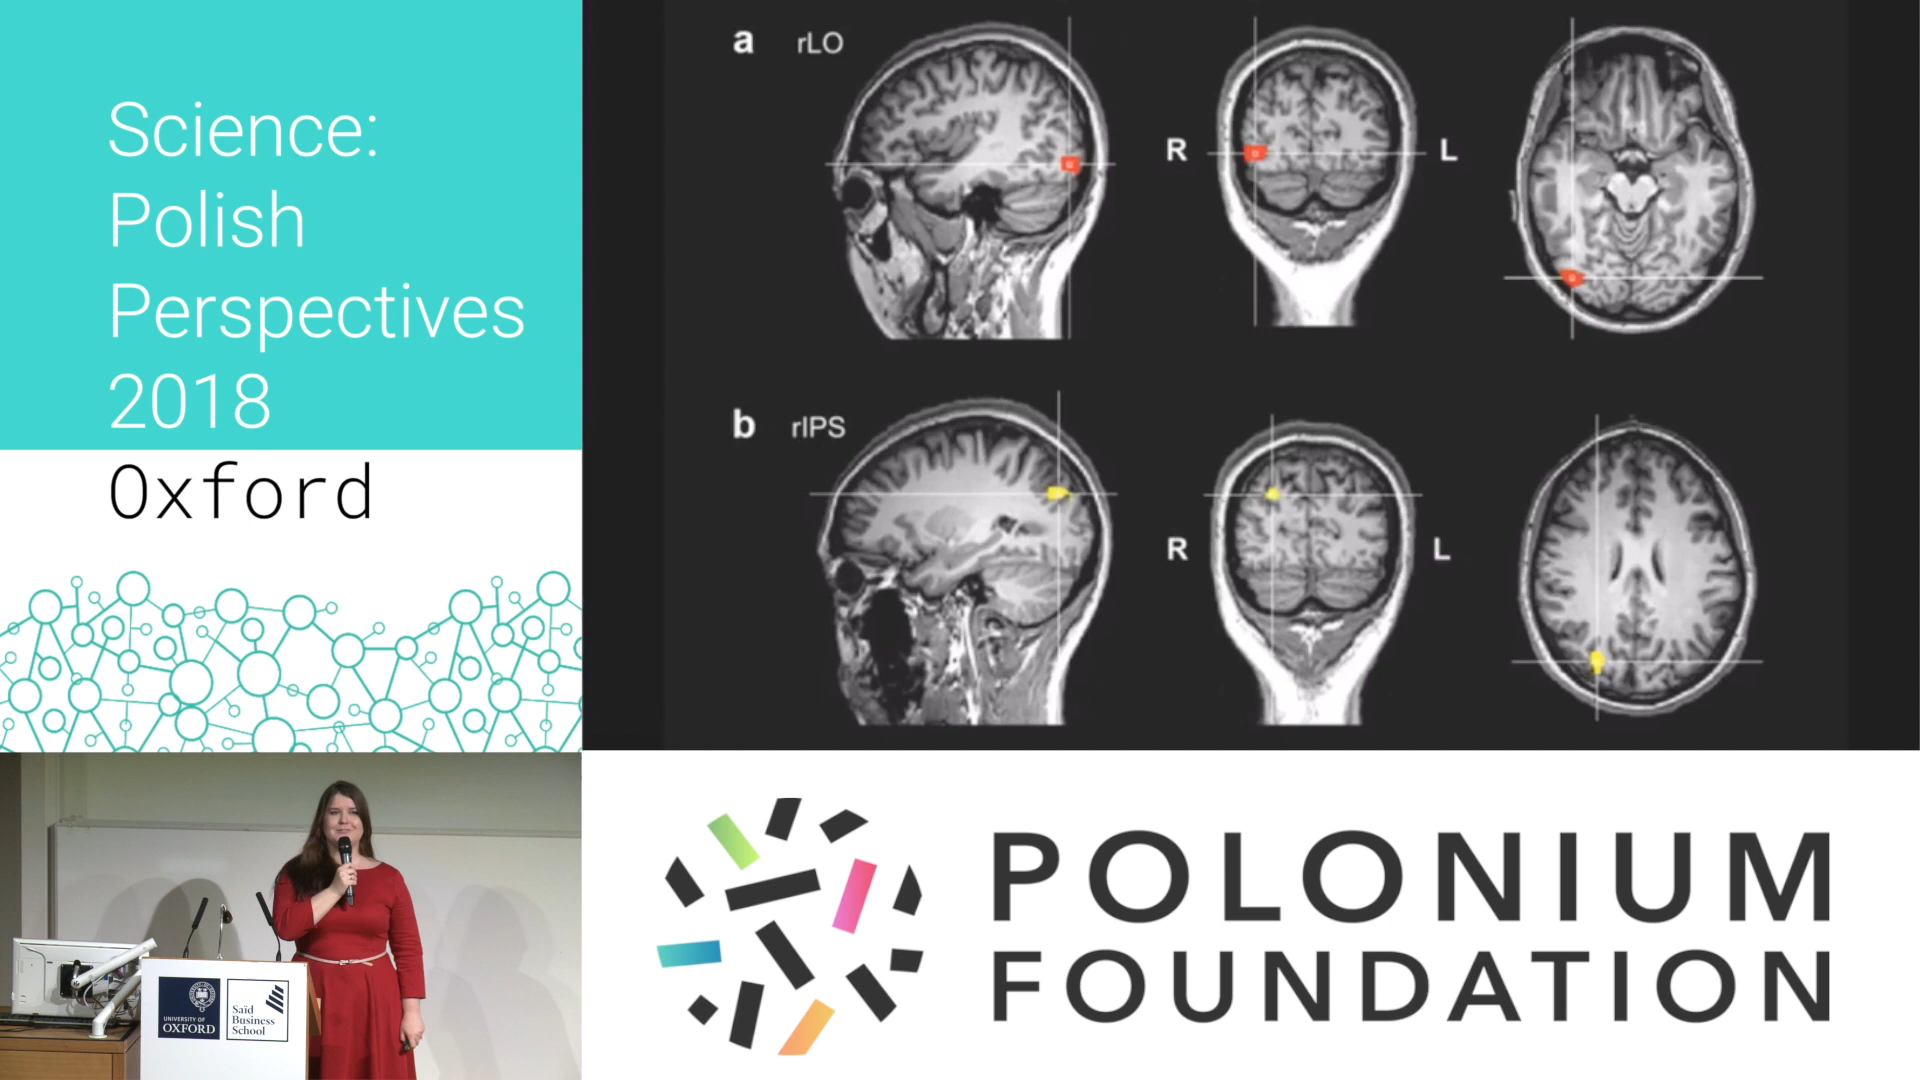 Science:
Polish
Perspectives
2018
Oxford
a rLO
R L
b rIPS
R L
UNIVERSITY OF
OXFORD
Saïd
Business
School
POLONIUM
FOUNDATION